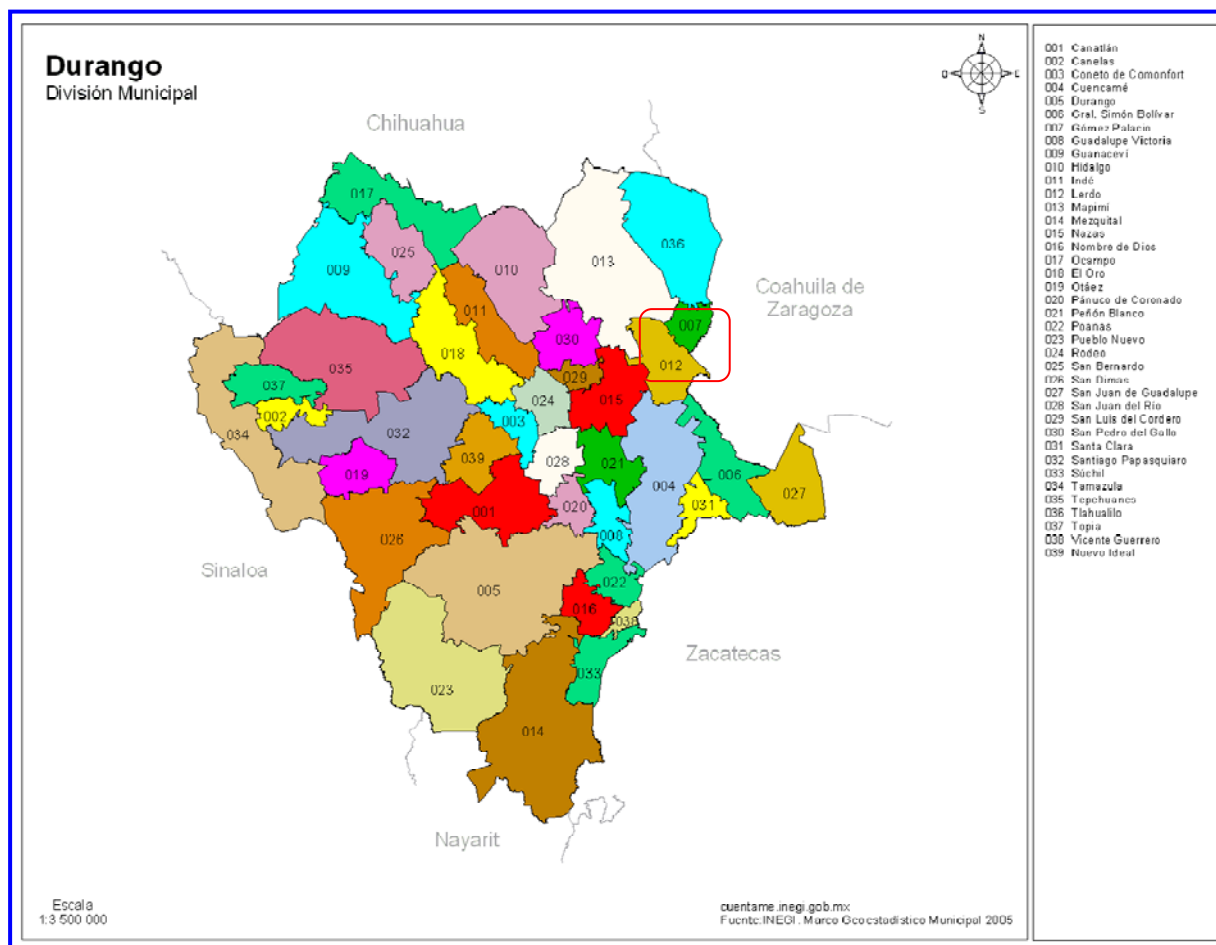 Durango
División Municipal
N
O
E
S
Chihuahua
Coahuila de
Zaragoza
Sinaloa
Zacatecas
Nayarit
017
036
025
009
010
013
007
011
030
012
018
035
029
037
024
015
002
003
034
032
039
028
021
006
019
004
027
001
020
031
026
008
022
005
016
038
033
023
014
Escala
1:3 500 000
cuentame.inegi.gob.mx
Fuente:INEGI. Marco Geoestadístico Municipal 2005
001 Canatlán
002 Canelas
003 Coneto de Comonfort
004 Cuencamé
005 Durango
006 Gral. Simón Bolívar
007 Gómez Palacio
008 Guadalupe Victoria
009 Guanaceví
010 Hidalgo
011 Indé
012 Lerdo
013 Mapimí
014 Mezquital
015 Nazas
016 Nombre de Dios
017 Ocampo
018 El Oro
019 Otáez
020 Pánuco de Coronado
021 Peñón Blanco
022 Poanas
023 Pueblo Nuevo
024 Rodeo
025 San Bernardo
026 San Dimas
027 San Juan de Guadalupe
028 San Juan del Río
029 San Luis del Cordero
030 San Pedro del Gallo
031 Santa Clara
032 Santiago Papasquiaro
033 Súchil
034 Tamazula
035 Tepehuanes
036 Tlahualilo
037 Topia
038 Vicente Guerrero
039 Nuevo Ideal